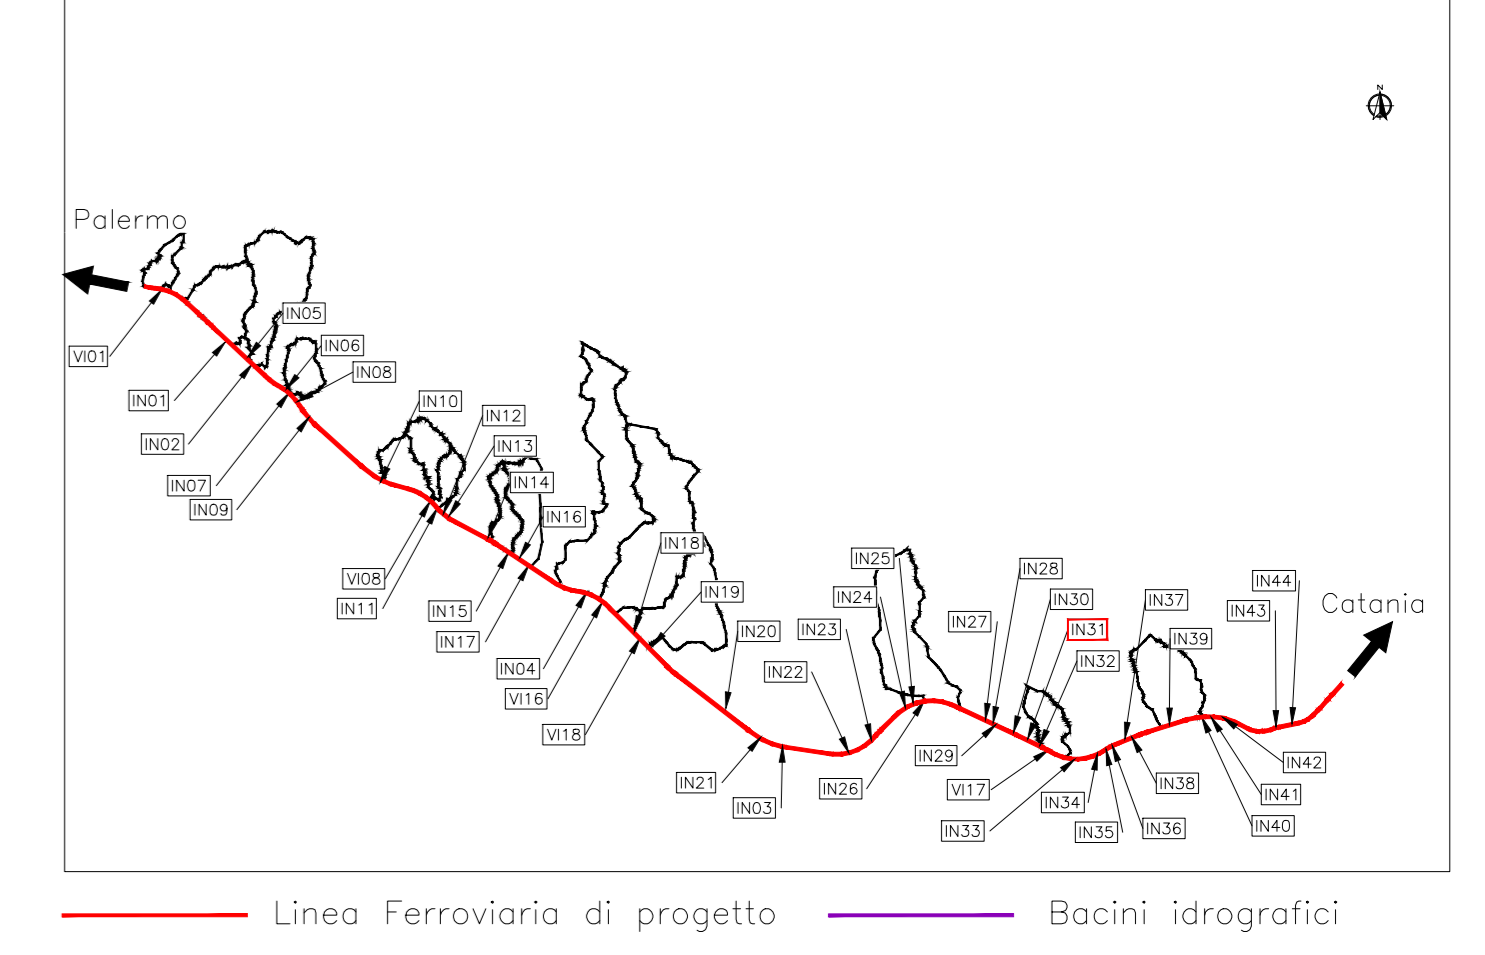 N
Palermo
IN05
IN06
VI01
IN08
IN01
IN10
IN12
IN02
IN13
IN14
IN07
IN09
IN16
IN18
IN25
IN28
VI08
IN44
IN19
IN24
IN30
IN37
Catania
IN11
IN15
IN43
IN27
IN20
IN23
IN31
IN17
IN39
IN32
IN04
IN22
VI16
VI18
IN29
IN42
IN21
IN26
VI17
IN38
IN41
IN03
IN34
IN33
IN35
IN36
IN40
Linea Ferroviaria di progetto
Bacini idrografici